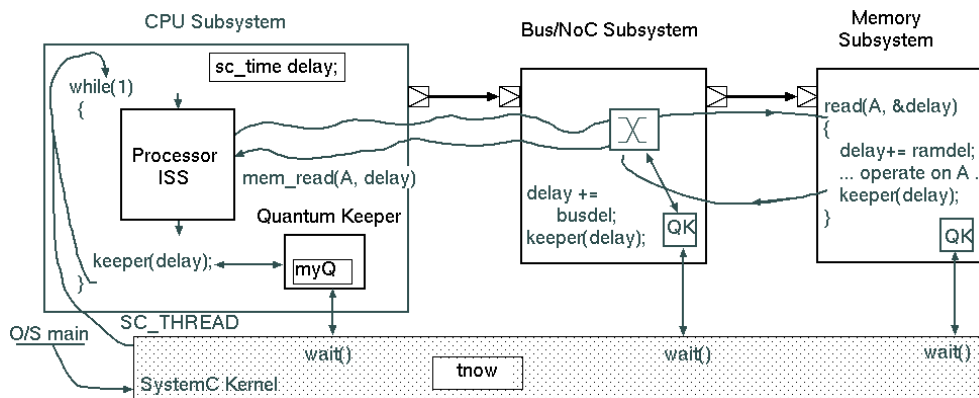 CPU Subsystem
Bus/NoC Subsystem
Memory
Subsystem
sc_time delay;
while(1)
{
Processor
ISS
mem_read(A, delay)
Quantum Keeper
keeper(delay);
myQ
}
SC_THREAD
delay +=
busdel;
keeper(delay);
QK
read(A, &delay)
{
delay+= ramdel;
... operate on A .
keeper(delay);
}
QK
O/S main
wait()
wait()
wait()
tnow
SystemC Kernel